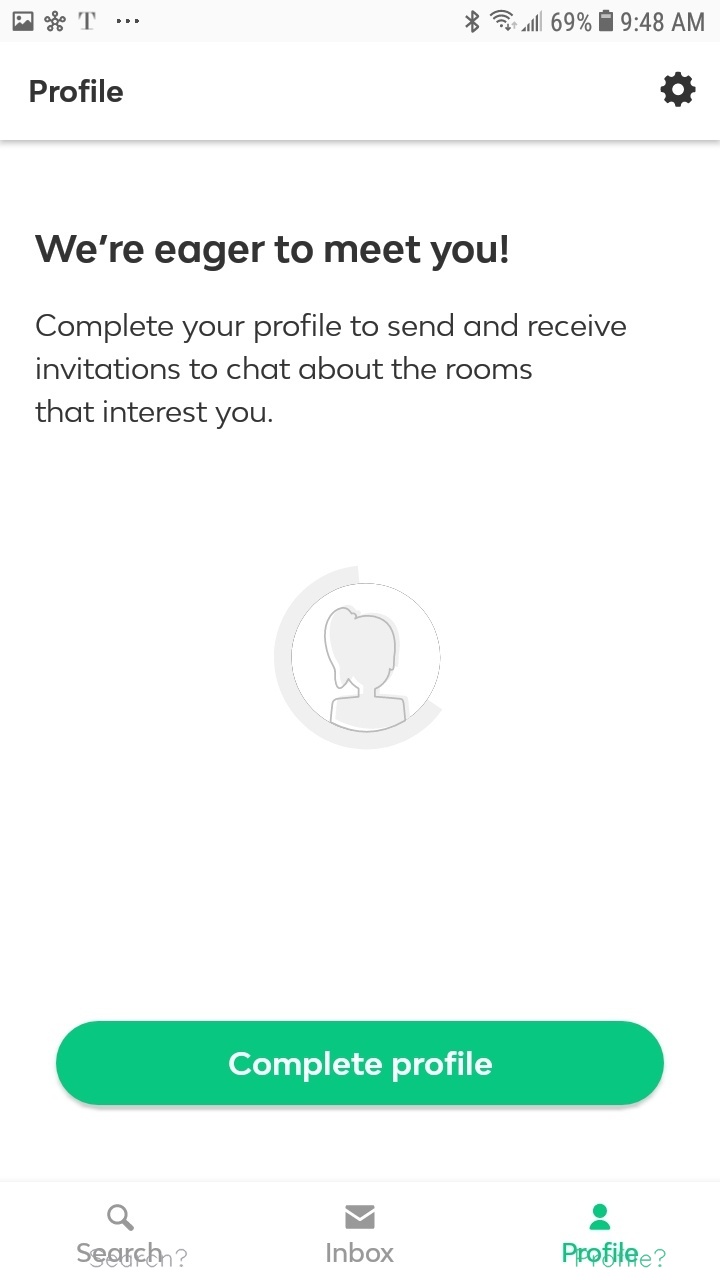 T ... 69% 9:48 AM
Profile
We're eager to meet you!
Complete your profile to send and receive
invitations to chat about the rooms
that interest you.
Complete profile
Search Search? Inbox Profile Profile?